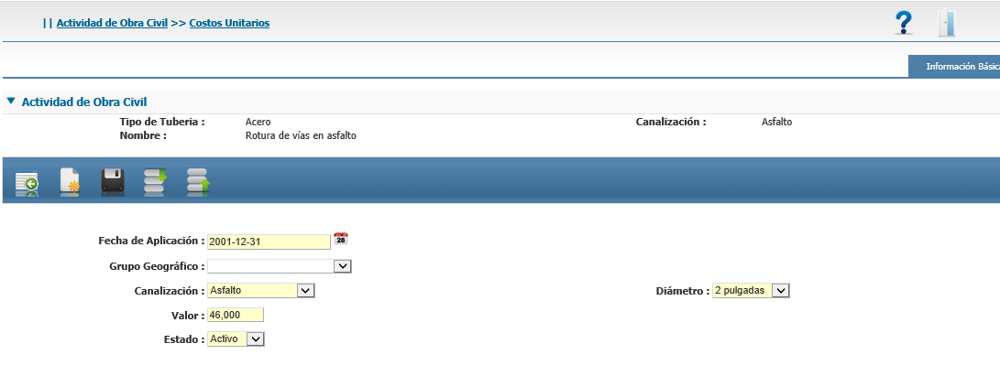 || Actividad de Obra Civil >> Costos Unitarios
Información Básica
Actividad de Obra Civil
Tipo de Tuberia : Acero Canalización : Asfalto
Nombre : Rotura de vías en asfalto
Fecha de Aplicación : 2001-12-31 28
Grupo Geográfico :
Canalización : Asfalto Diámetro : 2 pulgadas
Valor : 46,000
Estado : Activo